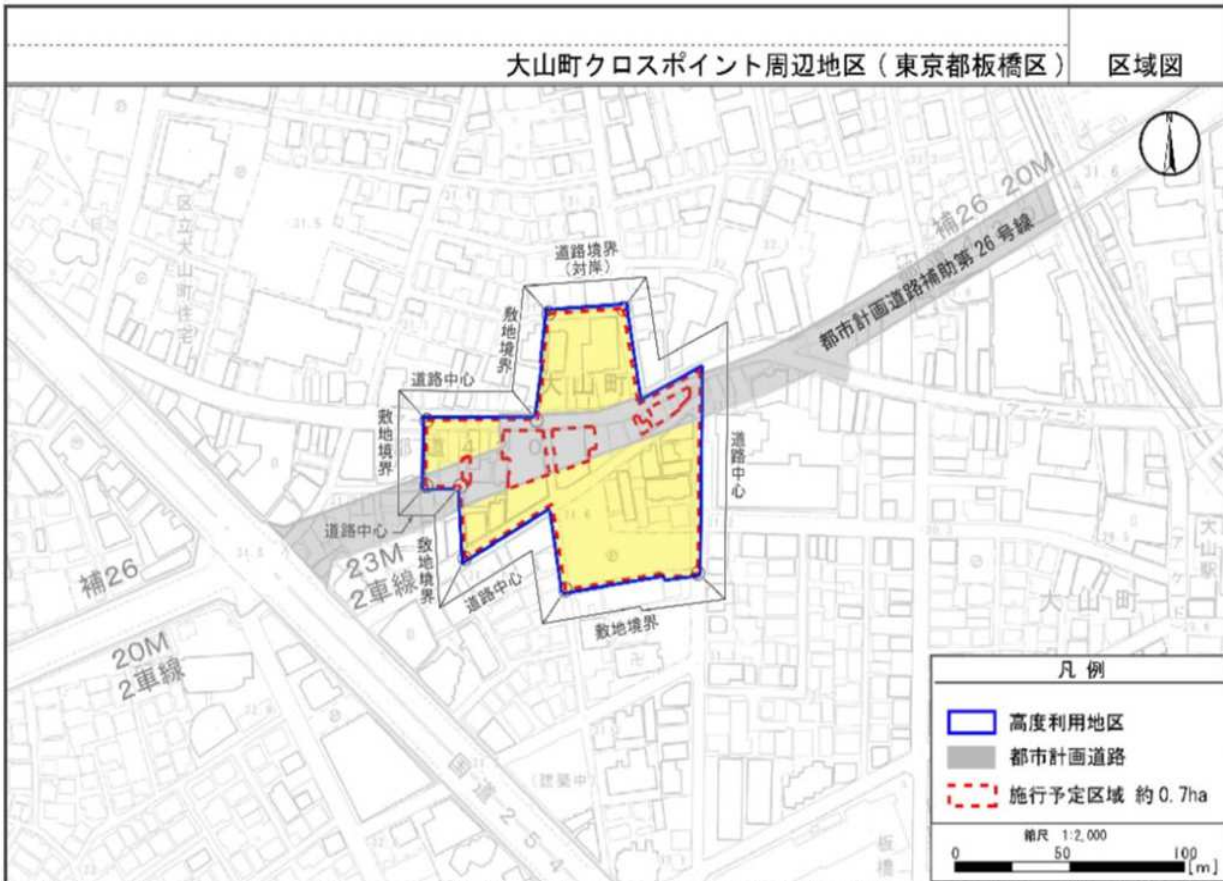 大山町クロスポイント周辺地区（東京都板橋区）
区域図
N
補26 20M
都市計画道路補助第26号線
区立大山町住宅
道路境界
（対岸）
敷地境界
道路中心
大山町
敷地境界
道路中心
道路中心
敷地境界
23M
2車線
道路中心
敷地境界
補26
20M
2車線
アーケード
大山駅
大山町
国道254
（建築中）
板橋
凡例
高度利用地区
都市計画道路
施行予定区域 約0.7ha
縮尺 1:2,000
0 50 100
[m]